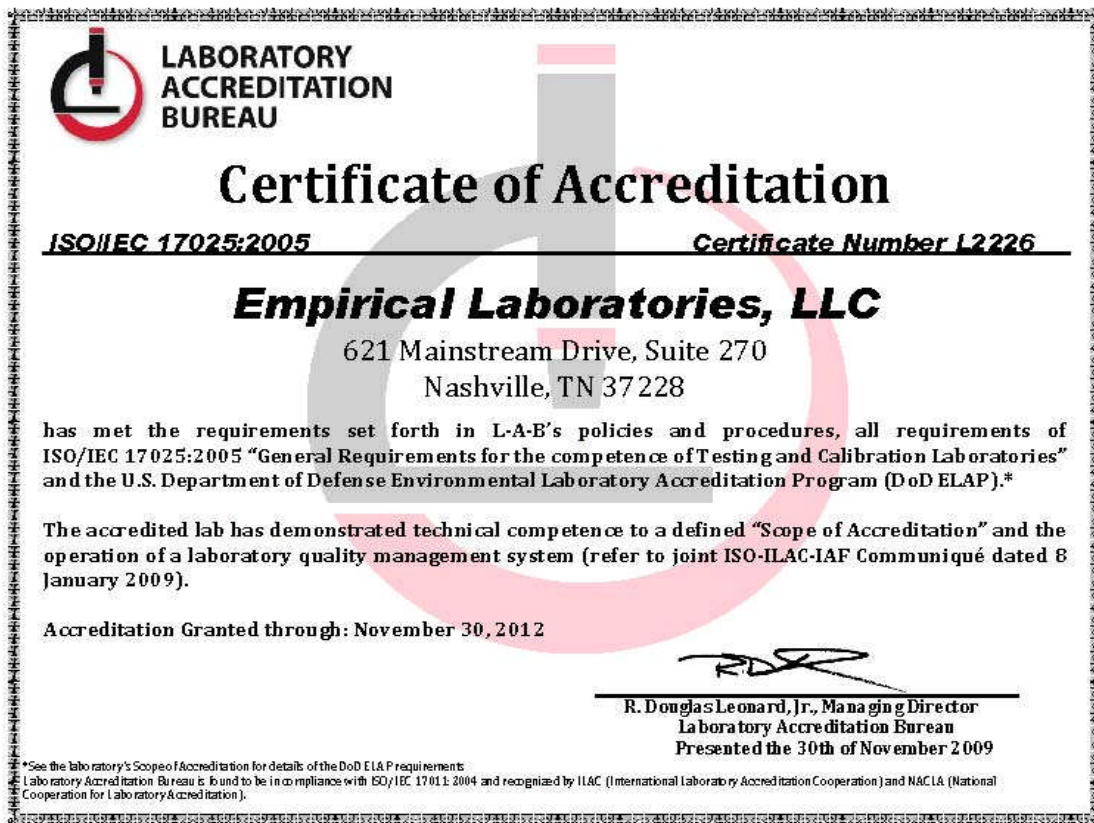 LABORATORY
ACCREDITATION
BUREAU
Certificate of Accreditation
ISO/IEC 17025:2005 Certificate Number L2226
Empirical Laboratories, LLC
621 Mainstream Drive, Suite 270
Nashville, TN 37228
has met the requirements set forth in L-A-B's policies and procedures, all requirements of
ISO/IEC 17025:2005 "General Requirements for the competence of Testing and Calibration Laboratories"
and the U.S. Department of Defense Environmental Laboratory Accreditation Program (DoD ELAP).*
The accredited lab has demonstrated technical competence to a defined "Scope of Accreditation" and the
operation of a laboratory quality management system (refer to joint ISO-ILAC-IAF Communiqué dated 8
January 2009).
Accreditation Granted through: November 30, 2012
R. Douglas Leonard, Jr., Managing Director
Laboratory Accreditation Bureau
Presented the 30th of November 2009
*See the laboratory's Scope of Accreditation for details of the DoD ELAP requirements
Laboratory Accreditation Bureau is found to be in compliance with ISO/IEC 17011: 2004 and recognized by ILAC (International Laboratory Accreditation Cooperation) and NACLA (National
Cooperation for Laboratory Accreditation).